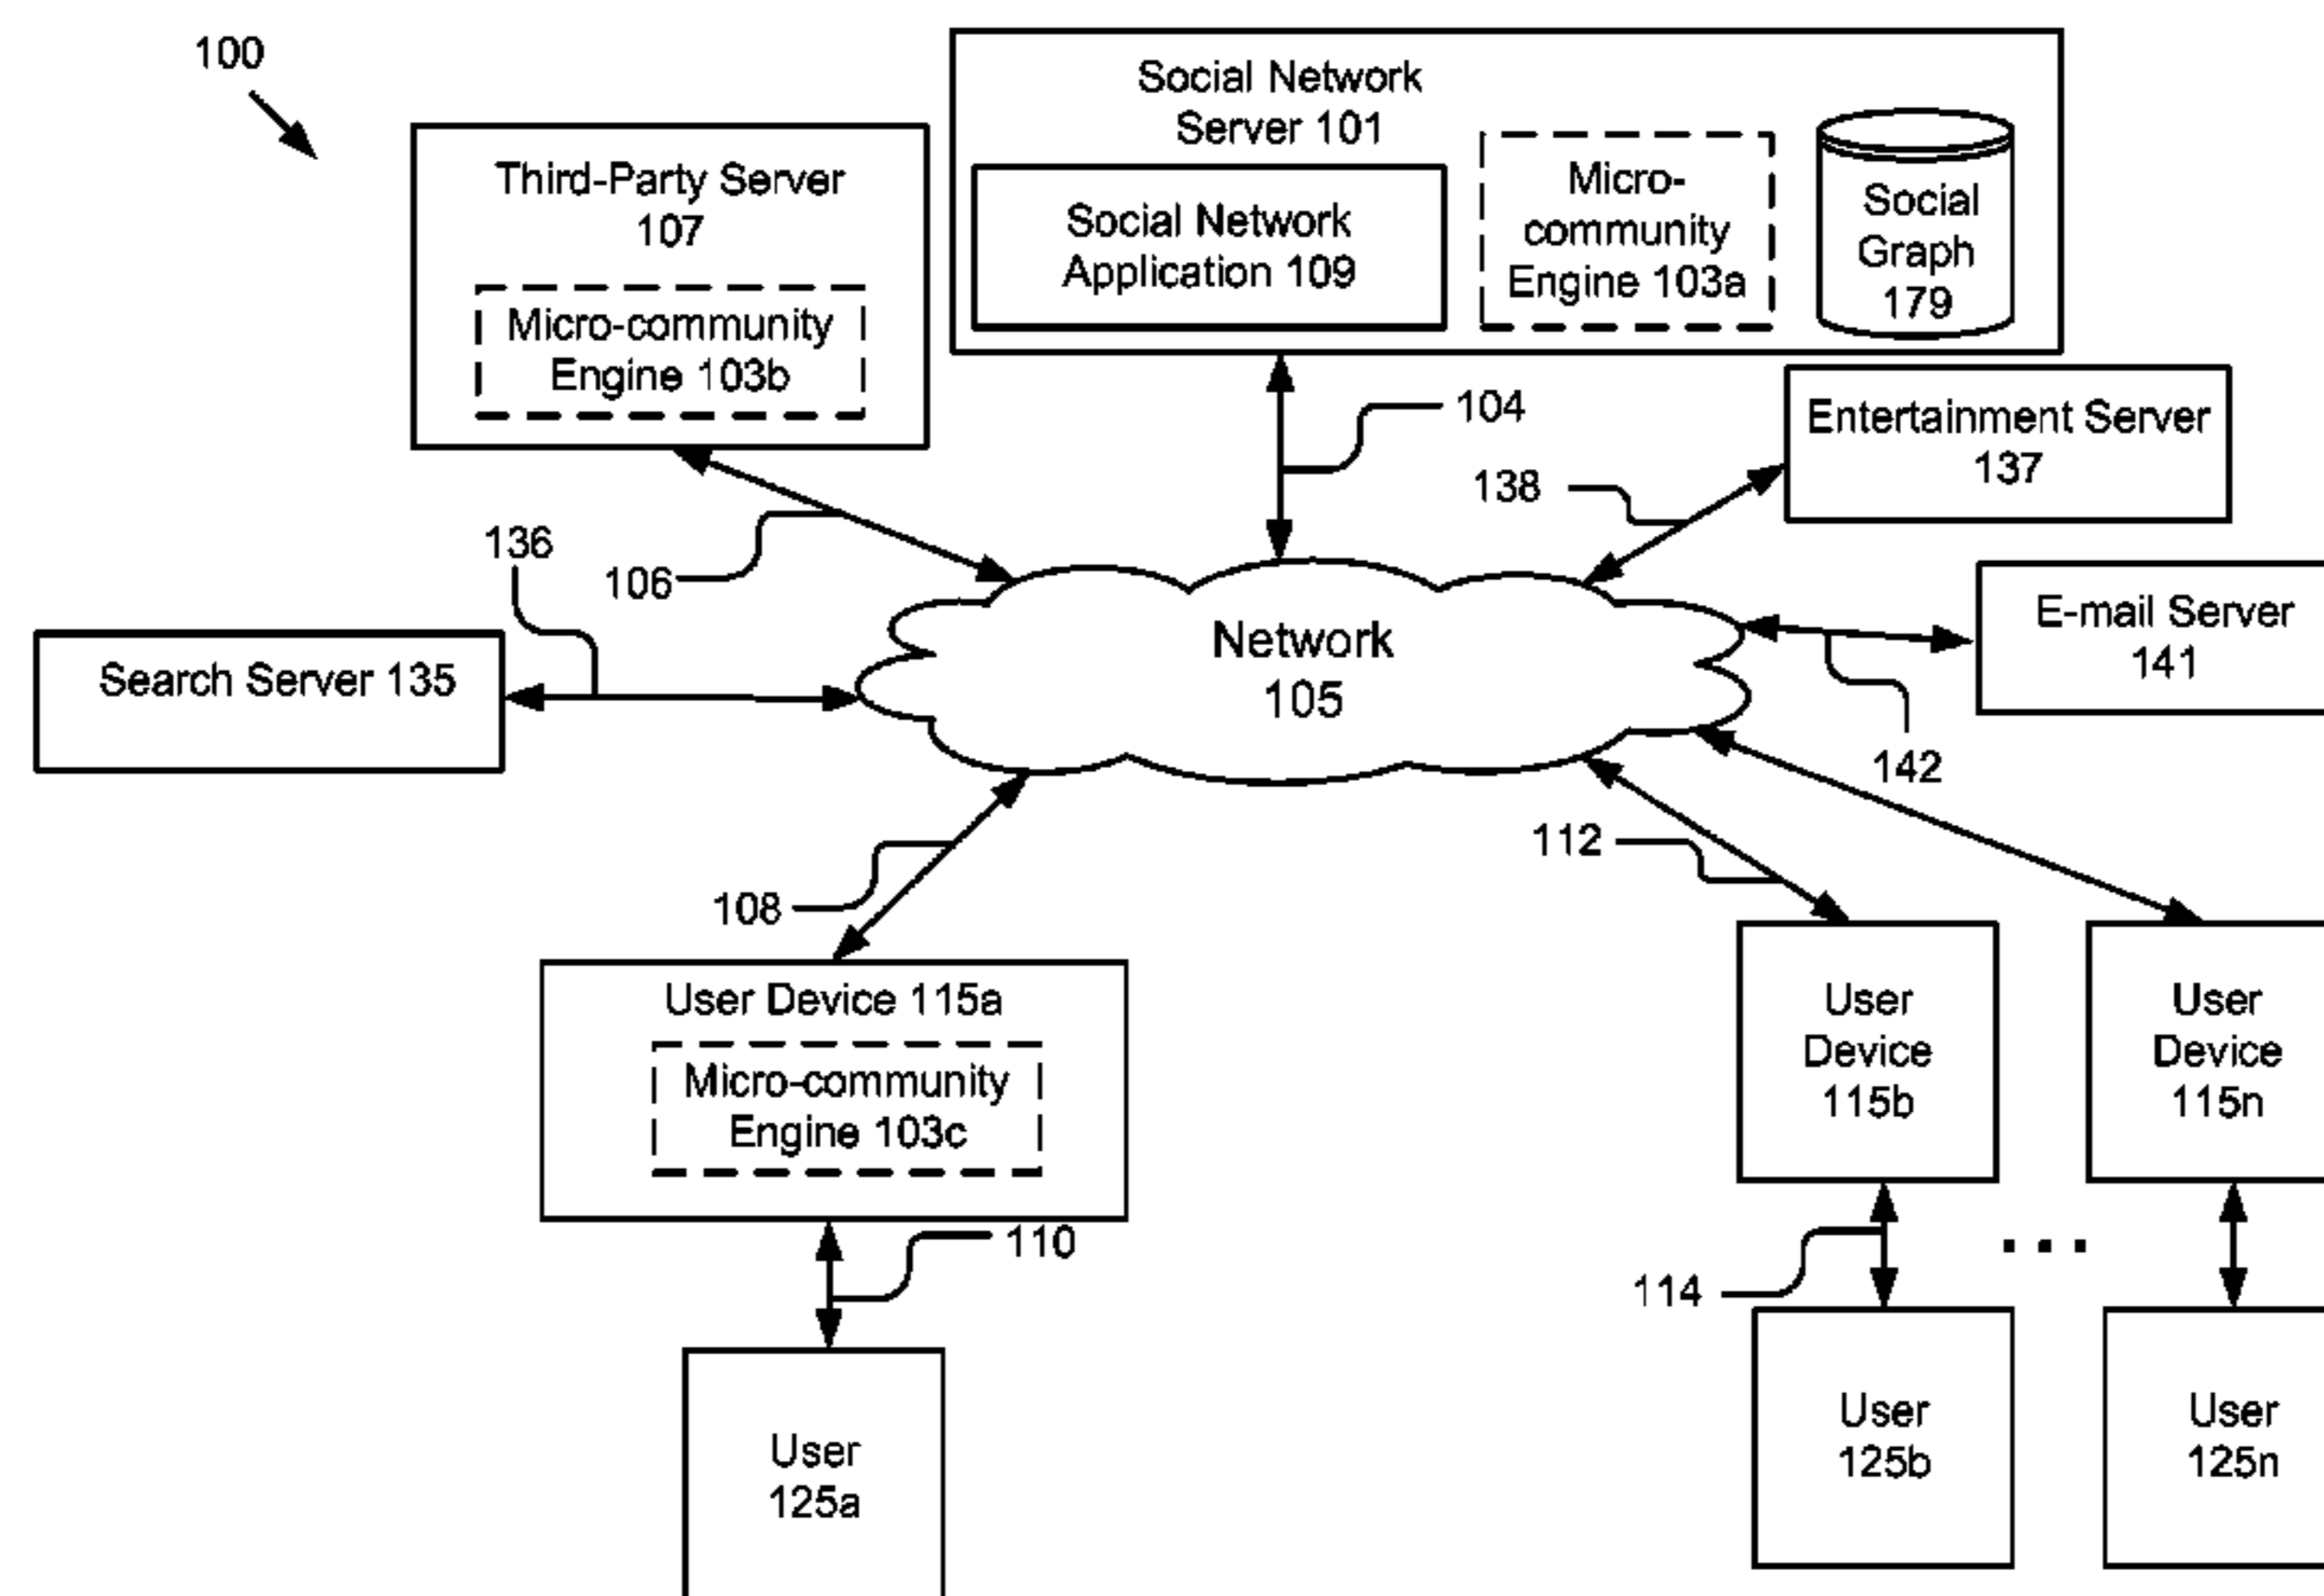 100
Social Network
Server 101
Third-Party Server
107
Social Network
Application 109
Micro-
community
Engine 103a
Social
Graph
179
Micro-community
Engine 103b
104
Entertainment Server
137
138
136
106
Network
105
E-mail Server
141
Search Server 135
142
112
108
User Device 115a
Micro-community
Engine 103c
User
Device
115b
User
Device
115n
110
114
...
User
125a
User
125b
User
125n